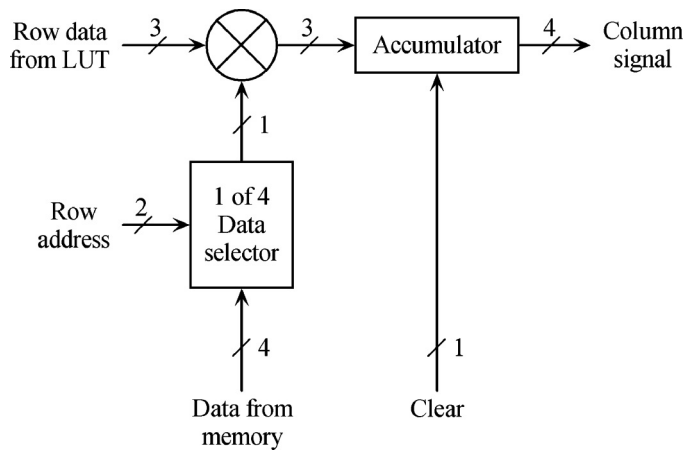 Row data
from LUT
3
3
Accumulator
4
Column
signal
1
Row
address
2
1 of 4
Data
selector
4
1
Data from
memory
Clear